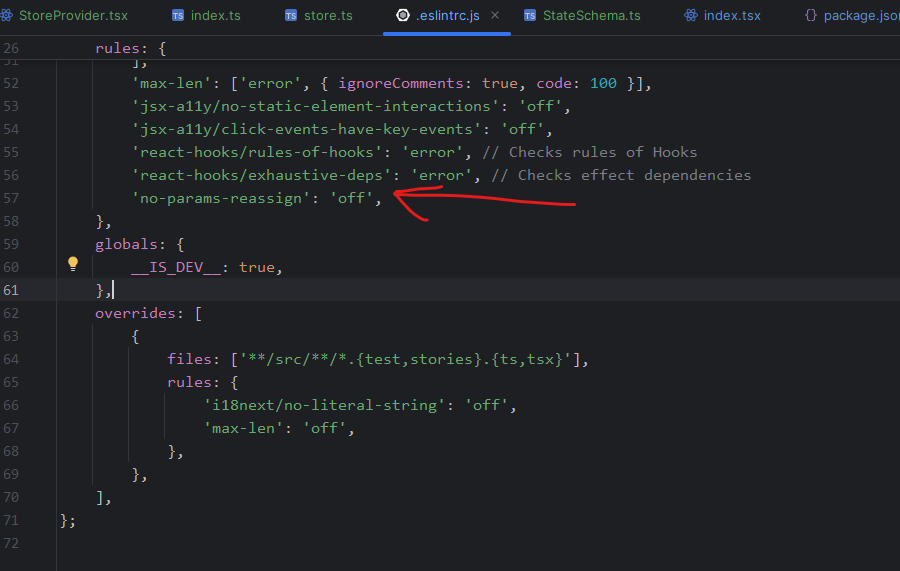 StoreProvider.tsx
TS index.ts
TS store.ts
.eslintrc.js ×
TS StateSchema.ts
index.tsx
{} package.jso
26 rules: {
51 ],
52 'max-len': ['error', { ignoreComments: true, code: 100 }],
53 'jsx-a11y/no-static-element-interactions': 'off',
54 'jsx-a11y/click-events-have-key-events': 'off',
55 'react-hooks/rules-of-hooks': 'error', // Checks rules of Hooks
56 'react-hooks/exhaustive-deps': 'error', // Checks effect dependencies
57 'no-params-reassign': 'off',
58 },
59 globals: {
60 __IS_DEV__: true,
61 },
62 overrides: [
63 {
64 files: ['**/src/**/*.{test,stories}.{ts,tsx}'],
65 rules: {
66 'i18next/no-literal-string': 'off',
67 'max-len': 'off',
68 },
69 },
70 ],
71 };
72